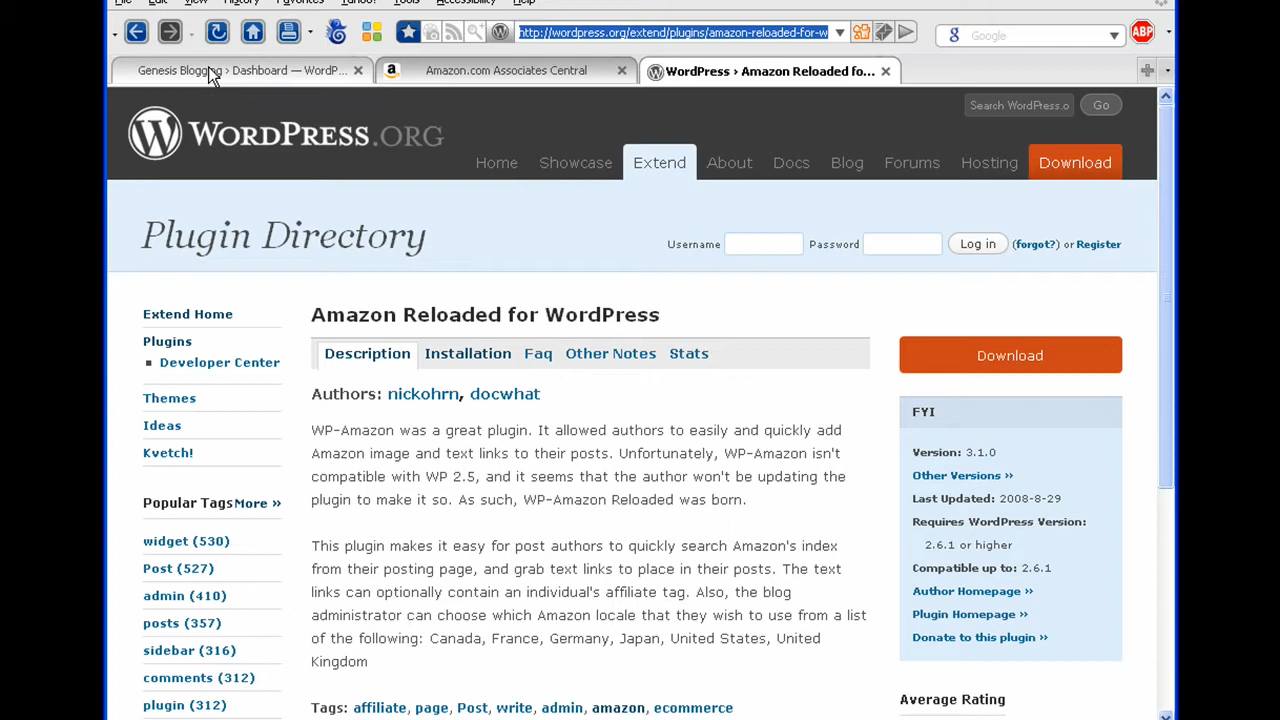 File Edit View History Favorites Yahoo! Tools Accessibility Help
http://wordpress.org/extend/plugins/amazon-reloaded-for-w
Google
ABP
Genesis Blogging › Dashboard — WordP...
Amazon.com Associates Central
WordPress › Amazon Reloaded fo...
WORDPRESS.ORG
Search WordPress.o
Go
Home Showcase Extend About Docs Blog Forums Hosting Download
Plugin Directory
Username
Password
Log in
(forgot?) or Register
Extend Home
Plugins
Developer Center
Themes
Ideas
Kvetch!
Popular Tags More »
widget (530)
Post (527)
admin (410)
posts (357)
sidebar (316)
comments (312)
plugin (312)
Amazon Reloaded for WordPress
Description Installation Faq Other Notes Stats
Authors: nickohrn, docwhat
WP-Amazon was a great plugin. It allowed authors to easily and quickly add
Amazon image and text links to their posts. Unfortunately, WP-Amazon isn't
compatible with WP 2.5, and it seems that the author won't be updating the
plugin to make it so. As such, WP-Amazon Reloaded was born.
This plugin makes it easy for post authors to quickly search Amazon's index
from their posting page, and grab text links to place in their posts. The text
links can optionally contain an individual's affiliate tag. Also, the blog
administrator can choose which Amazon locale that they wish to use from a list
of the following: Canada, France, Germany, Japan, United States, United
Kingdom
Tags: affiliate, page, Post, write, admin, amazon, ecommerce
Download
FYI
Version: 3.1.0
Other Versions »
Last Updated: 2008-8-29
Requires WordPress Version:
2.6.1 or higher
Compatible up to: 2.6.1
Author Homepage »
Plugin Homepage »
Donate to this plugin »
Average Rating